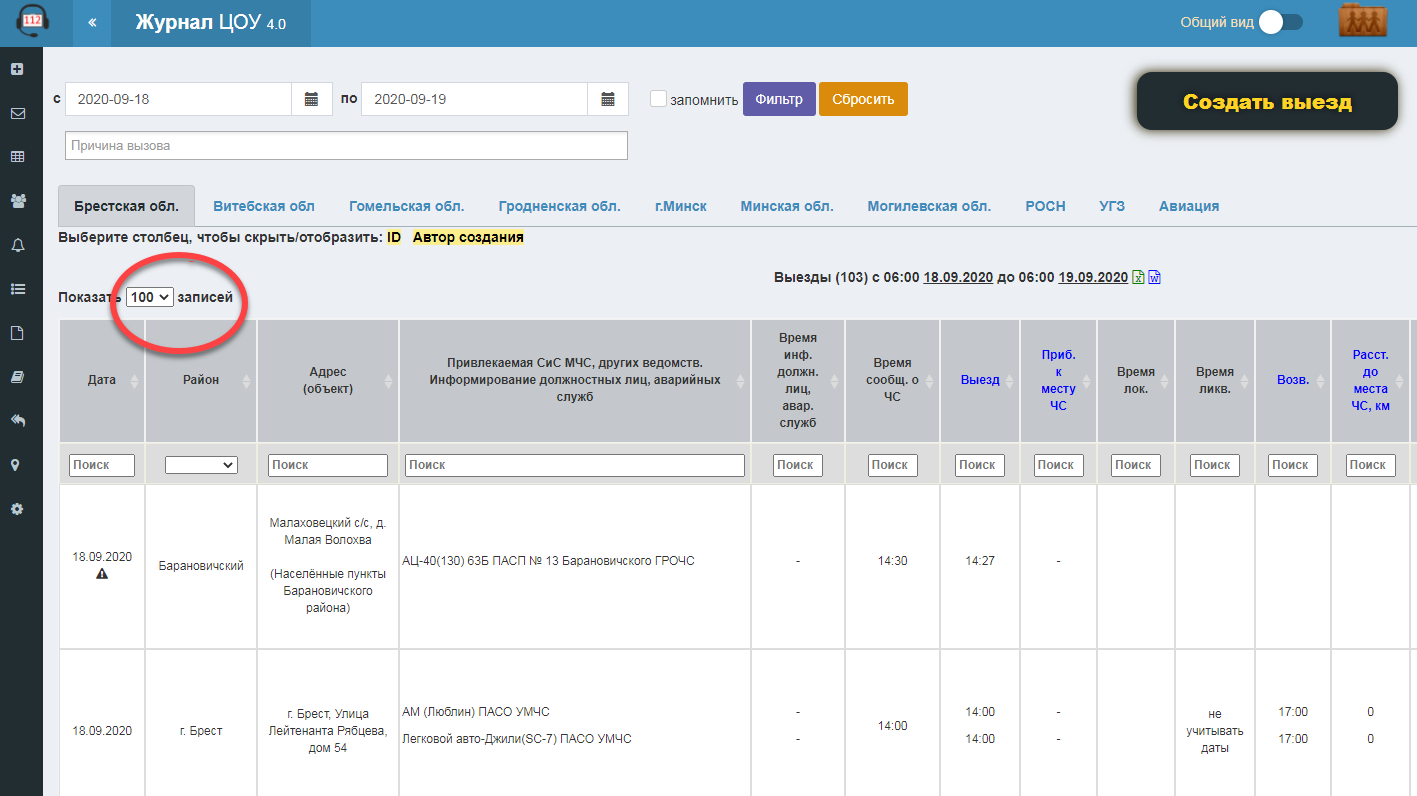 112
«
Журнал ЦОУ 4.0
Общий вид
с 2020-09-18 по 2020-09-19 запомнить Фильтр Сбросить
Создать выезд
Причина вызова
Брестская обл. Витебская обл Гомельская обл. Гродненская обл. г.Минск Минская обл. Могилевская обл. РОСН УГЗ Авиация
Выберите столбец, чтобы скрыть/отобразить: ID Автор создания
Выезды (103) с 06:00 18.09.2020 до 06:00 19.09.2020
Показать 100 записей
Дата
Район
Адрес
(объект)
Привлекаемая СиС МЧС, других ведомств.
Информирование должностных лиц, аварийных
служб
Время
инф.
должн.
лиц,
авар.
служб
Время
сообщ. о
ЧС
Выезд
Приб.
к
месту
ЧС
Время
лок.
Время
ликв.
Возв.
Расст.
до
места
ЧС, км
Поиск Поиск Поиск Поиск Поиск Поиск Поиск Поиск Поиск Поиск Поиск
18.09.2020
Барановичский
Малаховецкий с/с, д.
Малая Волохва
(Населённые пункты
Барановичского
района)
АЦ-40(130) 63Б ПАСП № 13 Барановичского ГРОЧС
-
14:30
14:27
-
18.09.2020
г. Брест
г. Брест, Улица
Лейтенанта Рябцева,
дом 54
АМ (Люблин) ПАСО УМЧС
Легковой авто-Джили(SC-7) ПАСО УМЧС
-
-
14:00
14:00
14:00
-
-
не
учитывать
даты
17:00
17:00
0
0